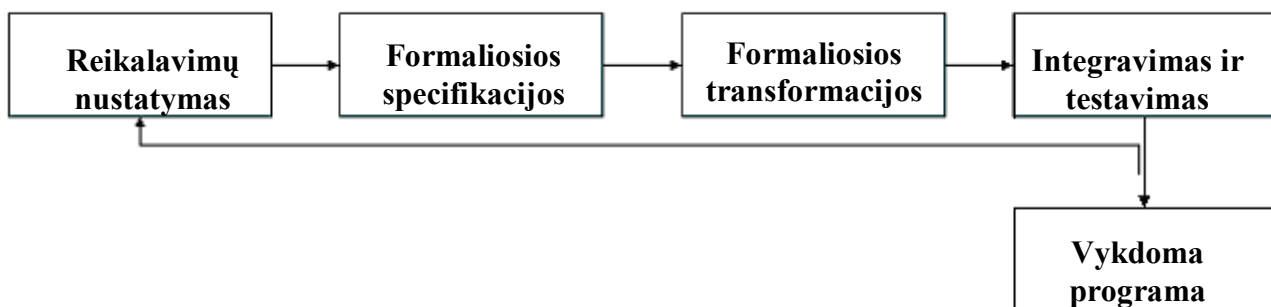 Reikalavimų
nustatymas
Formaliosios
specifikacijos
Formaliosios
transformacijos
Integravimas ir
testavimas
Vykdoma
programa